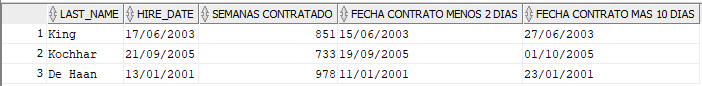 LAST_NAME HIRE_DATE SEMANAS CONTRATADO FECHA CONTRATO MENOS 2 DIAS FECHA CONTRATO MAS 10 DIAS
1 King 17/06/2003 851 15/06/2003 27/06/2003
2 Kochhar 21/09/2005 733 19/09/2005 01/10/2005
3 De Haan 13/01/2001 978 11/01/2001 23/01/2001